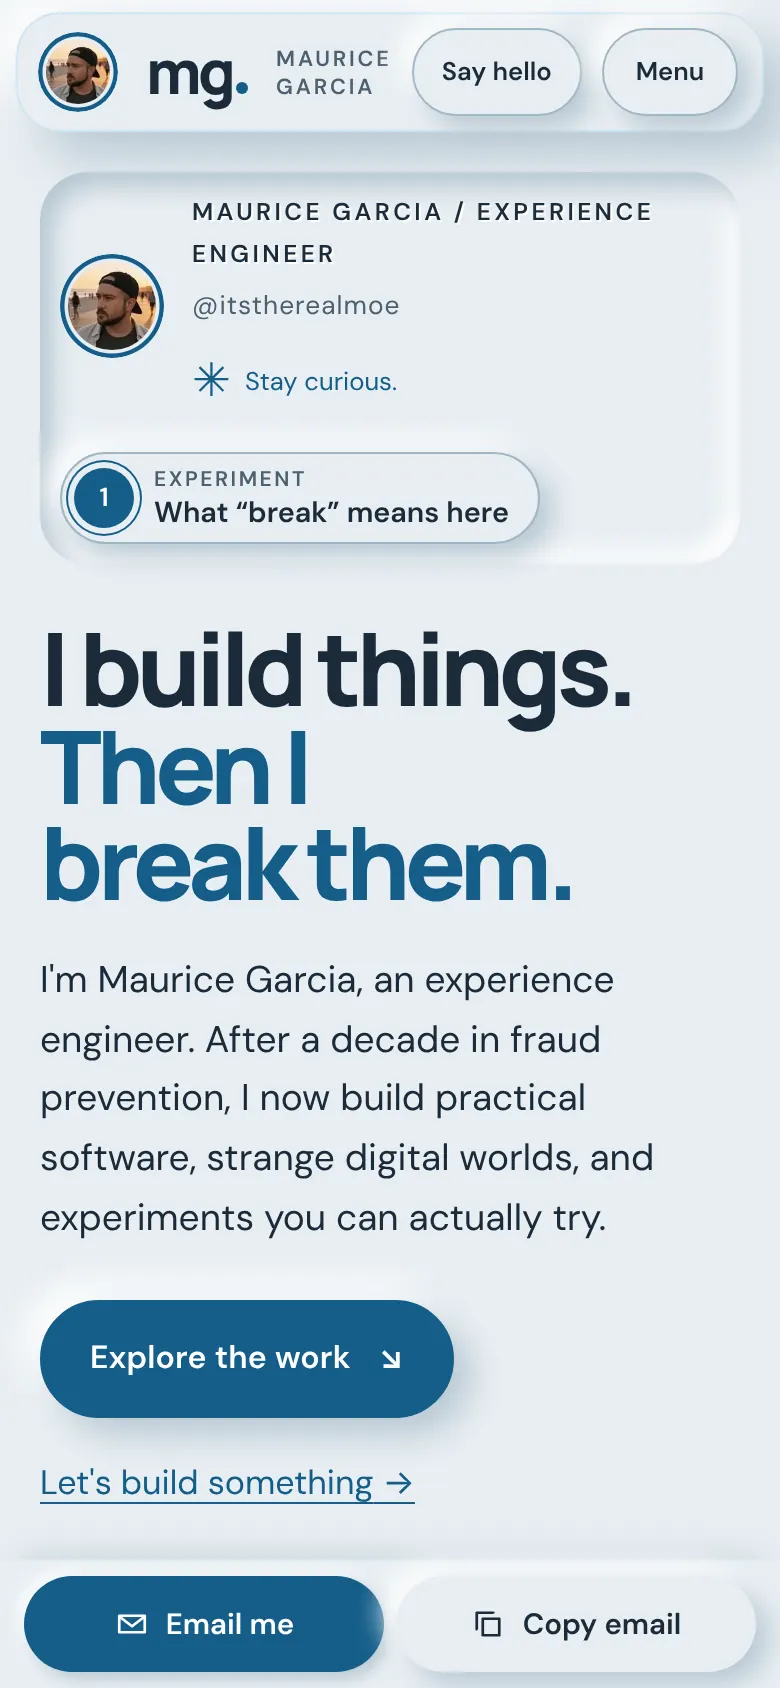 mg.
MAURICE
GARCIA
Say hello
Menu
MAURICE GARCIA / EXPERIENCE
ENGINEER
@itstherealmoe
Stay curious.
1
EXPERIMENT
What “break” means here
I build things.
Then I
break them.
I'm Maurice Garcia, an experience
engineer. After a decade in fraud
prevention, I now build practical
software, strange digital worlds, and
experiments you can actually try.
Explore the work ↘
Let's build something →
Email me
Copy email